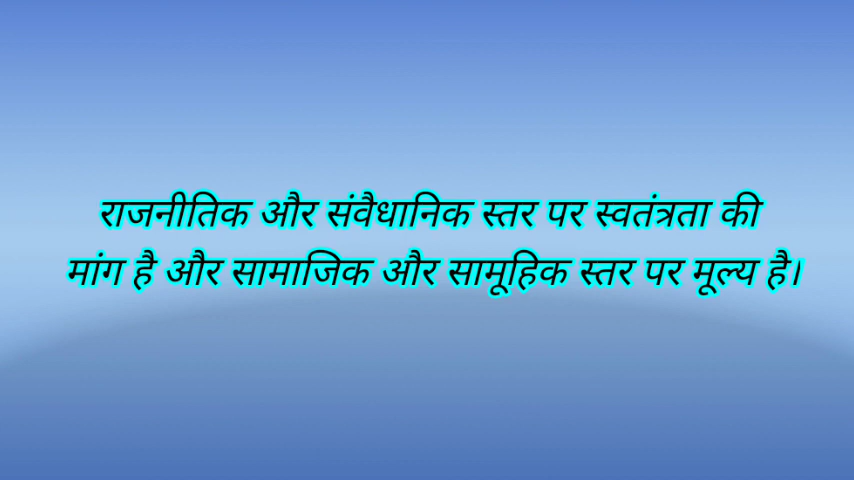 राजनीतिक और संवैधानिक स्तर पर स्वतंत्रता की
मांग है और सामाजिक और सामूहिक स्तर पर मूल्य है।